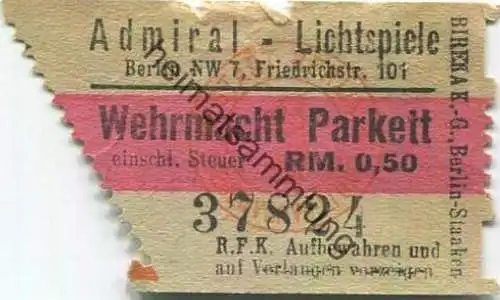 Admiral - Lichtspiele
Berlin NW 7, Friedrichstr. 101
Wehrmacht Parkett
einschl. Steuer RM. 0,50
37824
R.F.K. Aufbewahren und
auf Verlangen vorzeigen
A.-G., Berlin-Staaken
heimatsammlung